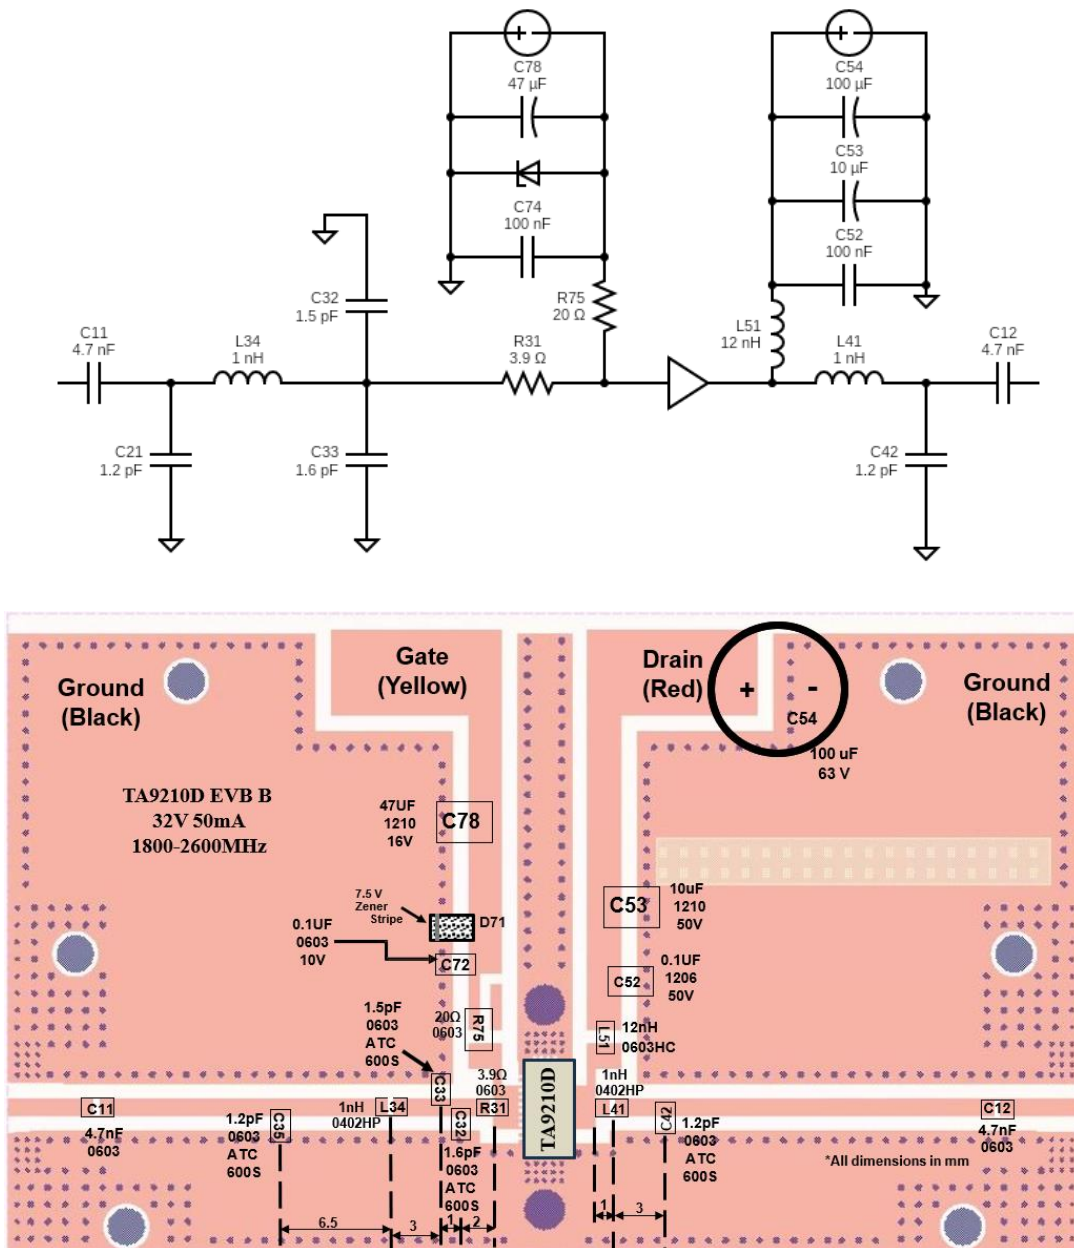 C78
47 µF
C74
100 nF
R75
20 Ω
C54
100 µF
C53
10 µF
C52
100 nF
C32
1.5 pF
C11
4.7 nF
L34
1 nH
R31
3.9 Ω
L51
12 nH
L41
1 nH
C12
4.7 nF
C21
1.2 pF
C33
1.6 pF
C42
1.2 pF
Ground
(Black)
Gate
(Yellow)
Drain
(Red)
+ -
C54
100 uF
63 V
Ground
(Black)
TA9210D EVB B
32V 50mA
1800-2600MHz
47UF
1210
16V
C78
7.5 V
Zener
Stripe
D71
0.1UF
0603
10V
C72
10uF
1210
50V
C53
0.1UF
1206
50V
C52
1.5pF
0603
ATC
600S
C33
20Ω
0603
R75
L51
12nH
0603HC
3.9Ω
0603
R31
TA9210D
1nH
0402HP
L41
C11
4.7nF
0603
1.2pF
0603
ATC
600S
C35
1nH
0402HP
L34
C32
1.6pF
0603
ATC
600S
C42
1.2pF
0603
ATC
600S
C12
4.7nF
0603
*All dimensions in mm
6.5
3
1
2
1
3